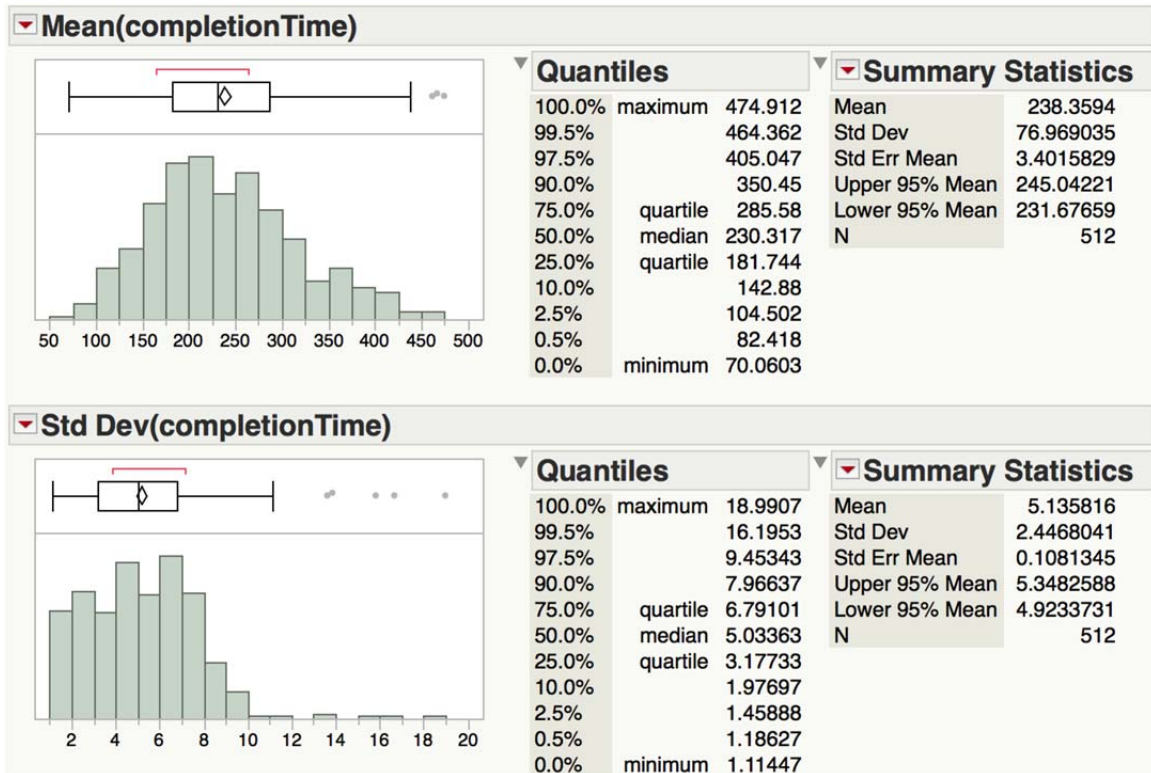 Mean(completionTime)
50 100 150 200 250 300 350 400 450 500
Quantiles
100.0% maximum 474.912
99.5% 464.362
97.5% 405.047
90.0% 350.45
75.0% quartile 285.58
50.0% median 230.317
25.0% quartile 181.744
10.0% 142.88
2.5% 104.502
0.5% 82.418
0.0% minimum 70.0603
Summary Statistics
Mean 238.3594
Std Dev 76.969035
Std Err Mean 3.4015829
Upper 95% Mean 245.04221
Lower 95% Mean 231.67659
N 512
Std Dev(completionTime)
2 4 6 8 10 12 14 16 18 20
Quantiles
100.0% maximum 18.9907
99.5% 16.1953
97.5% 9.45343
90.0% 7.96637
75.0% quartile 6.79101
50.0% median 5.03363
25.0% quartile 3.17733
10.0% 1.97697
2.5% 1.45888
0.5% 1.18627
0.0% minimum 1.11447
Summary Statistics
Mean 5.135816
Std Dev 2.4468041
Std Err Mean 0.1081345
Upper 95% Mean 5.3482588
Lower 95% Mean 4.9233731
N 512